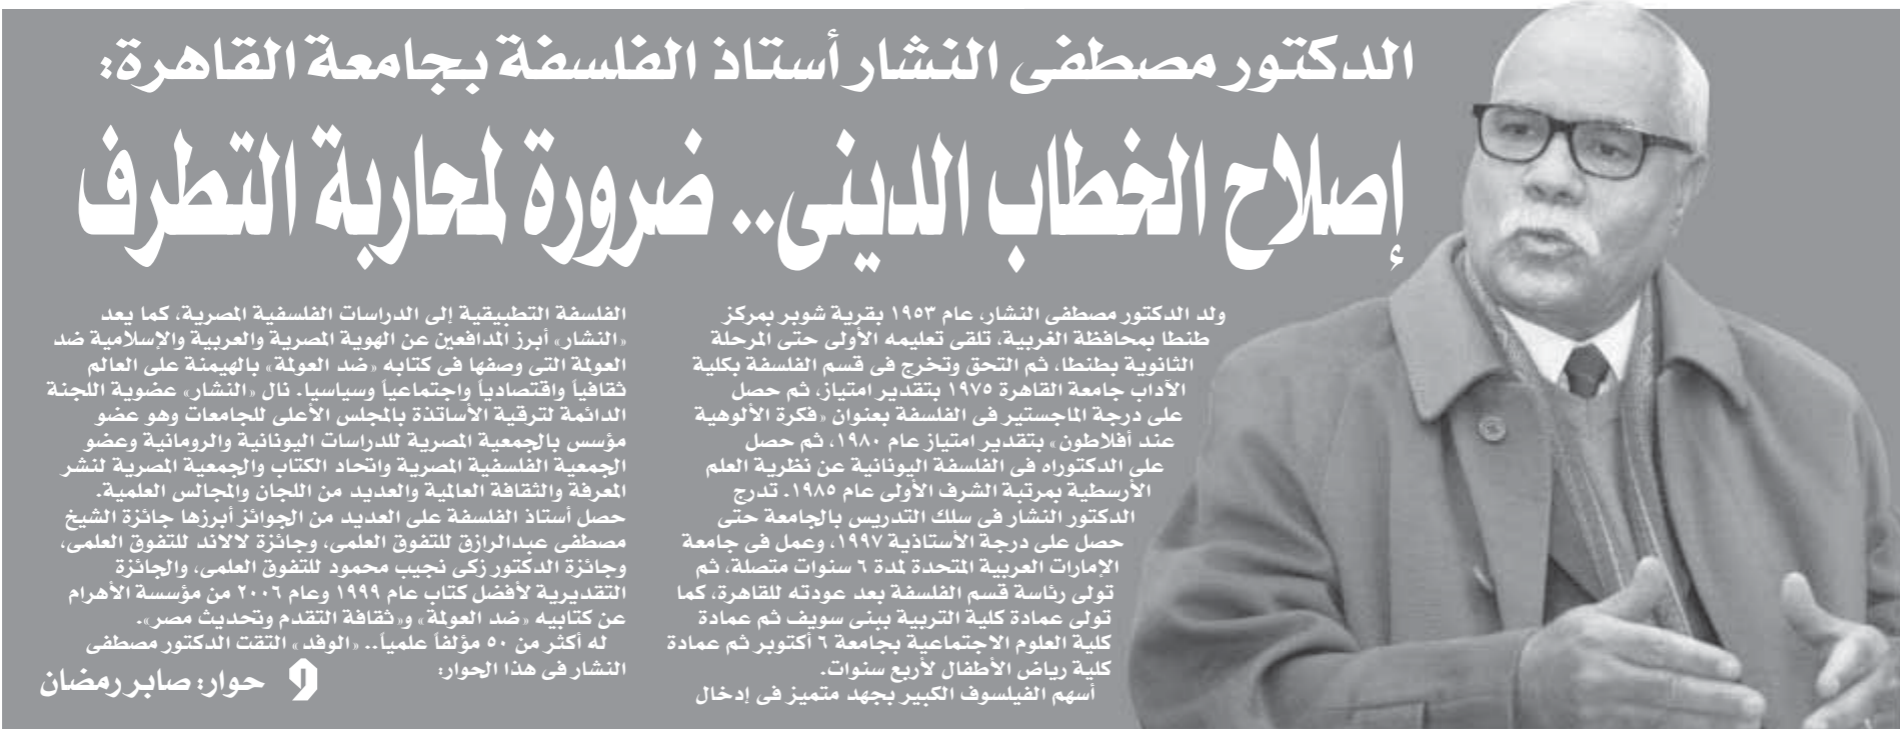 الدكتور مصطفى النشار أستاذ الفلسفة بجامعة القاهرة:
إصلاح الخطاب الدينى.. ضرورة لمحاربة التطرف
ولد الدكتور مصطفى النشار، عام ١٩٥٣ بقرية شوبر بمركز
طنطا بمحافظة الغربية، تلقى تعليمه الأولى حتى المرحلة
الثانوية بطنطا، ثم التحق وتخرج فى قسم الفلسفة بكلية
الآداب جامعة القاهرة ١٩٧٥ بتقدير امتياز، ثم حصل
على درجة الماجستير فى الفلسفة بعنوان «فكرة الألوهية
عند أفلاطون» بتقدير امتياز عام ١٩٨٠، ثم حصل
على الدكتوراه فى الفلسفة اليونانية عن نظرية العلم
الأرسطية بمرتبة الشرف الأولى عام ١٩٨٥. تدرج
الدكتور النشار فى سلك التدريس بالجامعة حتى
حصل على درجة الأستاذية ١٩٩٧، وعمل فى جامعة
الإمارات العربية المتحدة لمدة ٦ سنوات متصلة، ثم
تولى رئاسة قسم الفلسفة بعد عودته للقاهرة، كما
تولى عمادة كلية التربية ببنى سويف ثم عمادة
كلية العلوم الاجتماعية بجامعة ٦ أكتوبر ثم عمادة
كلية رياض الأطفال لأربع سنوات.
أسهم الفيلسوف الكبير بجهد متميز فى إدخال
الفلسفة التطبيقية إلى الدراسات الفلسفية المصرية، كما يعد
«النشار» أبرز المدافعين عن الهوية المصرية والعربية والإسلامية ضد
العولمة التى وصفها فى كتابه «ضد العولمة» بالهيمنة على العالم
ثقافياً واقتصادياً واجتماعياً وسياسيا. نال «النشار» عضوية اللجنة
الدائمة لترقية الأساتذة بالمجلس الأعلى للجامعات وهو عضو
مؤسس بالجمعية المصرية للدراسات اليونانية والرومانية وعضو
الجمعية الفلسفية المصرية واتحاد الكتاب والجمعية المصرية لنشر
المعرفة والثقافة العالمية والعديد من اللجان والمجالس العلمية.
حصل أستاذ الفلسفة على العديد من الجوائز أبرزها جائزة الشيخ
مصطفى عبدالرازق للتفوق العلمى، وجائزة لالاند للتفوق العلمى،
وجائزة الدكتور زكى نجيب محمود للتفوق العلمى، والجائزة
التقديرية لأفضل كتاب عام ١٩٩٩ وعام ٢٠٠٦ من مؤسسة الأهرام
عن كتابيه «ضد العولمة» و«ثقافة التقدم وتحديث مصر».
له أكثر من ٥٠ مؤلفاً علمياً.. «الوفد» التقت الدكتور مصطفى
النشار فى هذا الحوار:
حوار: صابر رمضان